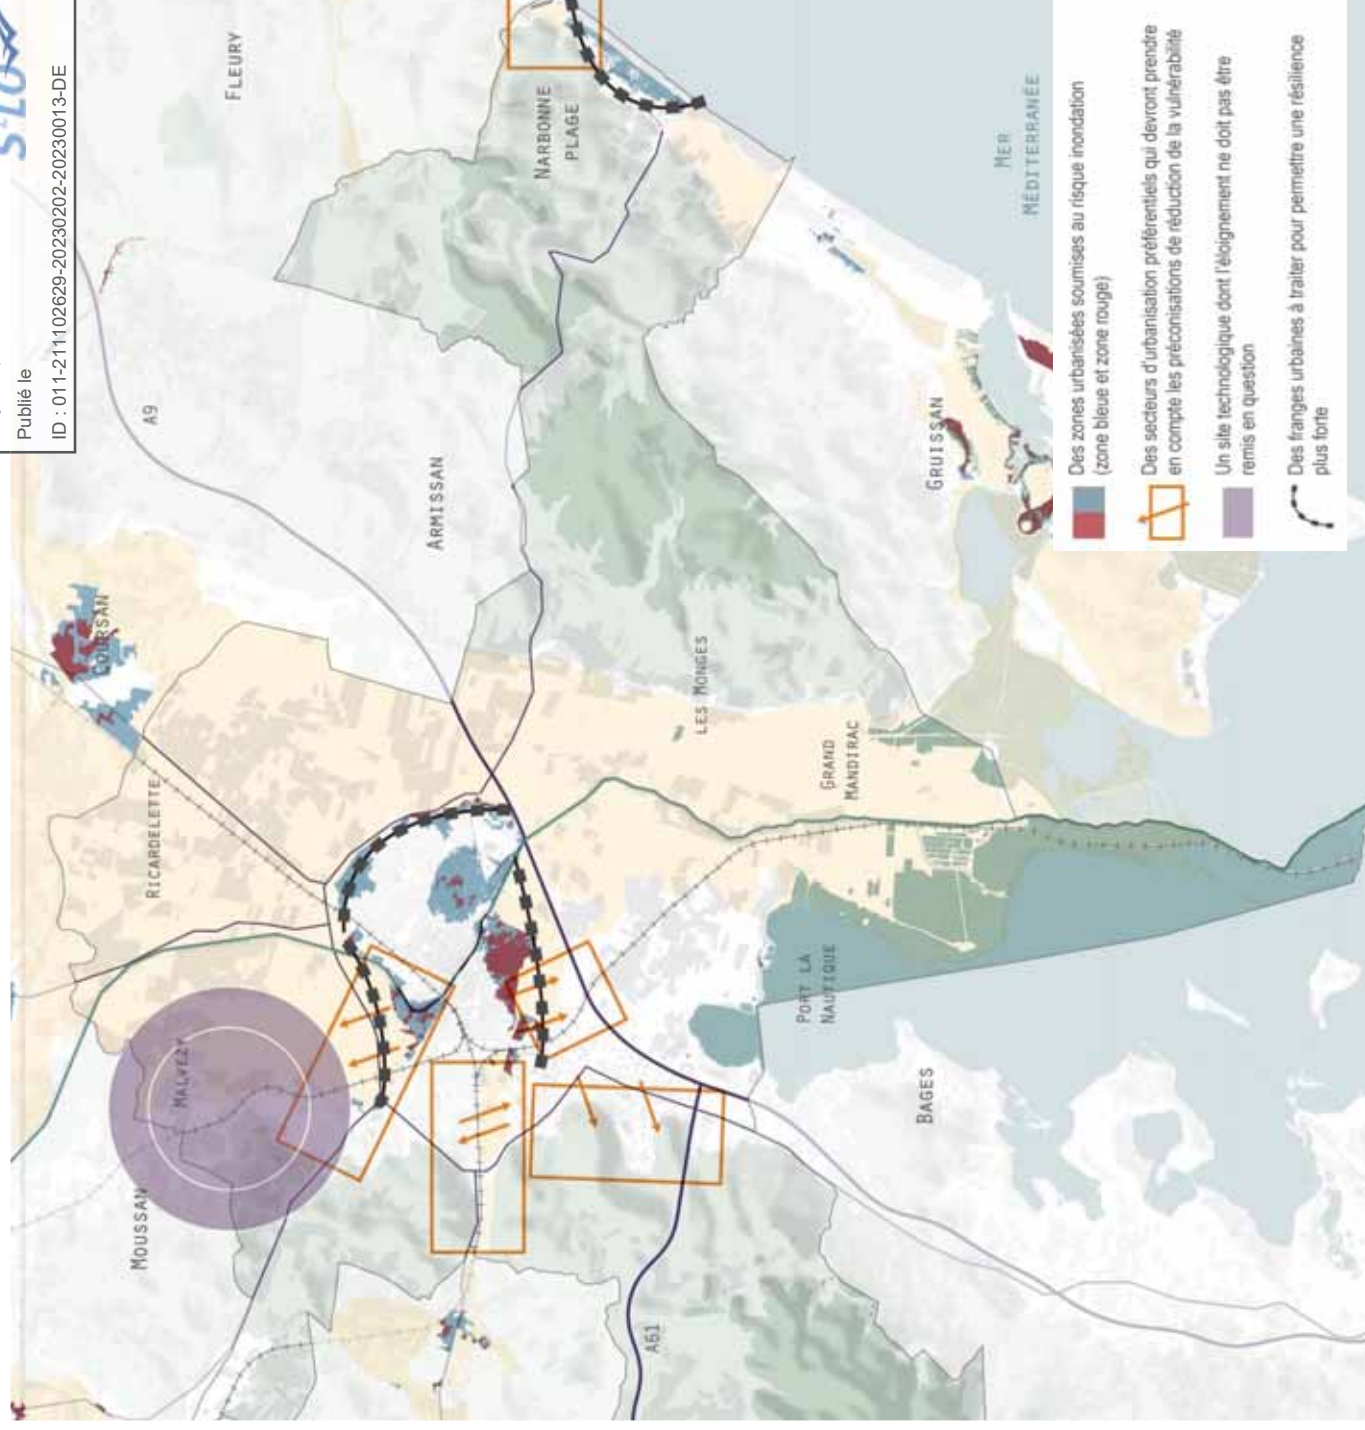 S²LO
Publié le
ID : 011-211102629-20230202-20230013-DE
FLEURY
NARBONNE
PLAGE
MER
MÉDITERRANÉE
A9
ARMISSAN
GRUISSAN
COURSAN
RICARDELETTE
LES MONGES
GRAND
MANDIRAC
MALVEZY
MOUSSAN
PORT LA
NAUTIQUE
BAGES
A61
Des zones urbanisées soumises au risque inondation
(zone bleue et zone rouge)
Des secteurs d'urbanisation préférentiels qui devront prendre
en compte les préconisations de réduction de la vulnérabilité
Un site technologique dont l'éloignement ne doit pas être
remis en question
Des franges urbaines à traiter pour permettre une résilience
plus forte